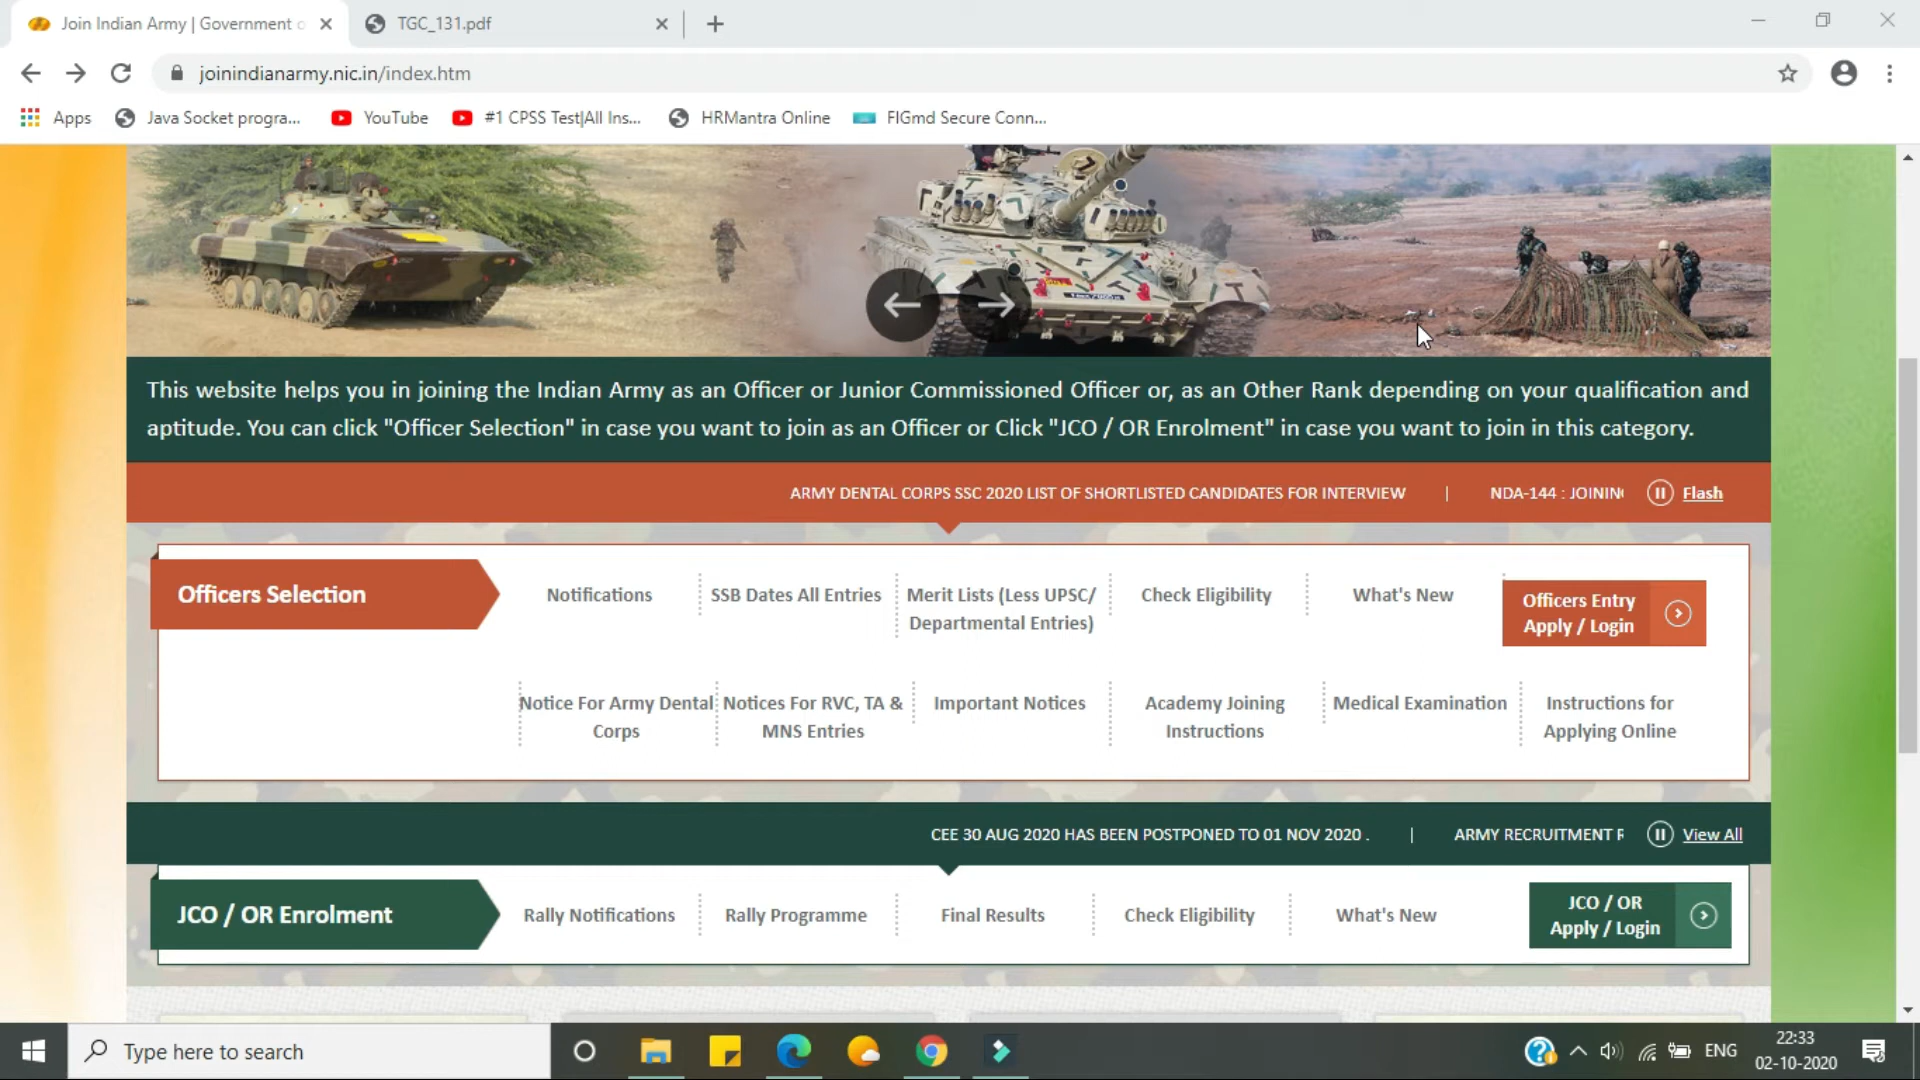 Join Indian Army | Government o
TGC_131.pdf
joinindianarmy.nic.in/index.htm
Apps
Java Socket progra...
YouTube
#1 CPSS Test|All Ins...
HRMantra Online
FIGmd Secure Conn...
This website helps you in joining the Indian Army as an Officer or Junior Commissioned Officer or, as an Other Rank depending on your qualification and
aptitude. You can click "Officer Selection" in case you want to join as an Officer or Click "JCO / OR Enrolment" in case you want to join in this category.
ARMY DENTAL CORPS SSC 2020 LIST OF SHORTLISTED CANDIDATES FOR INTERVIEW | NDA-144 : JOININ
Flash
Officers Selection
Notifications
SSB Dates All Entries
Merit Lists (Less UPSC/
Departmental Entries)
Check Eligibility
What's New
Officers Entry
Apply / Login
Notice For Army Dental
Corps
Notices For RVC, TA &
MNS Entries
Important Notices
Academy Joining
Instructions
Medical Examination
Instructions for
Applying Online
CEE 30 AUG 2020 HAS BEEN POSTPONED TO 01 NOV 2020 . | ARMY RECRUITMENT
View All
JCO / OR Enrolment
Rally Notifications
Rally Programme
Final Results
Check Eligibility
What's New
JCO / OR
Apply / Login
Type here to search
ENG
22:33
02-10-2020